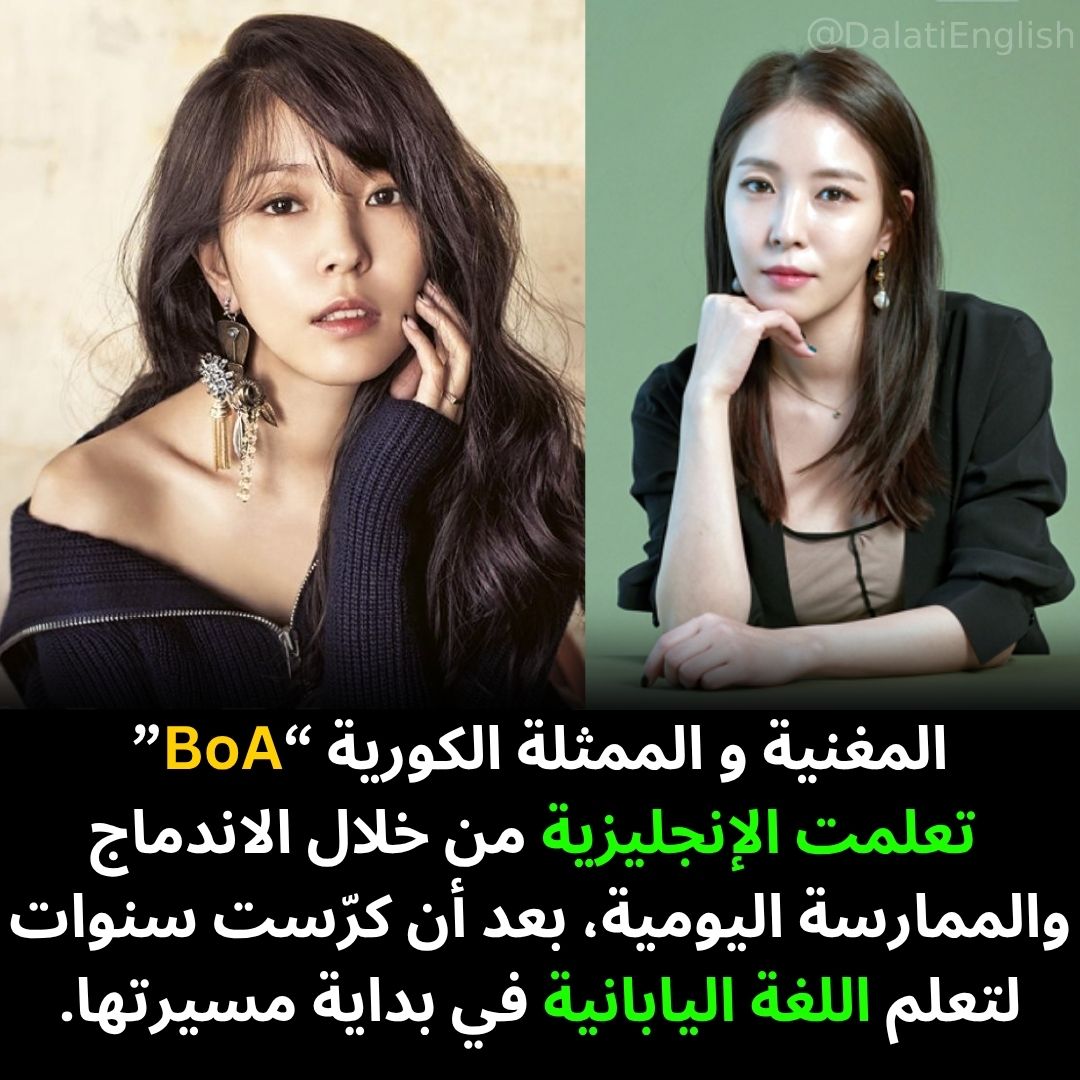 @DalatiEnglish
المغنية و الممثلة الكورية “BoA”
تعلمت الإنجليزية من خلال الاندماج
والممارسة اليومية، بعد أن كرّست سنوات
لتعلم اللغة اليابانية في بداية مسيرتها.